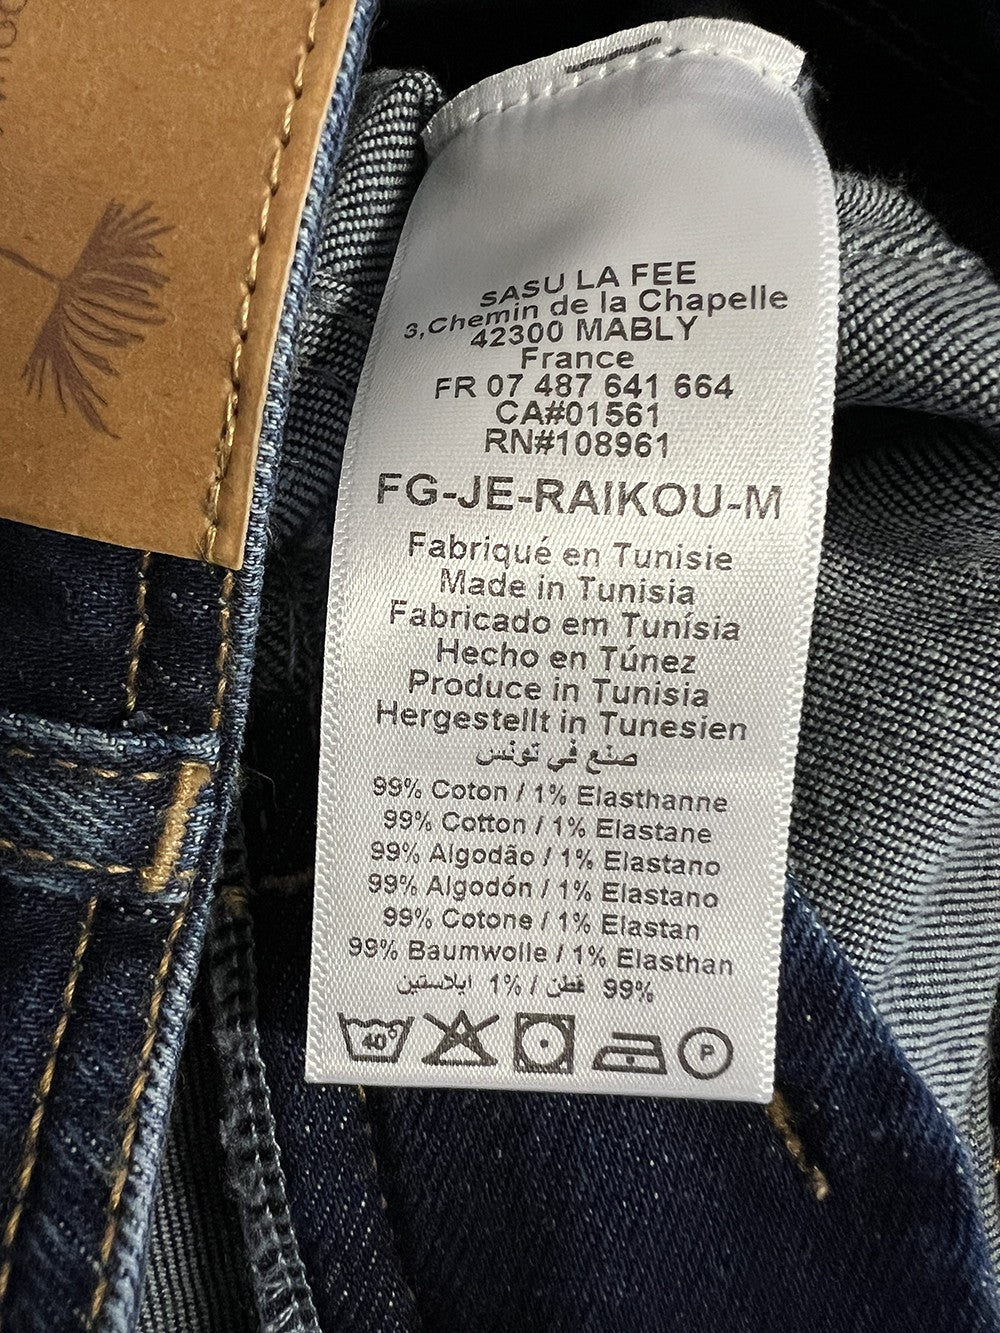 SASU LA FEE
3,Chemin de la Chapelle
42300 MABLY
France
FR 07 487 641 664
CA#01561
RN#108961
FG-JE-RAIKOU-M
Fabriqué en Tunisie
Made in Tunisia
Fabricado em Tunísia
Hecho en Túnez
Produce in Tunisia
Hergestellt in Tunesien
صنع في تونس
99% Coton / 1% Elasthanne
99% Cotton / 1% Elastane
99% Algodão / 1% Elastano
99% Algodón / 1% Elastano
99% Cotone / 1% Elastan
99% Baumwolle / 1% Elasthan
99% قطن / 1% ايلاستين
40°
P